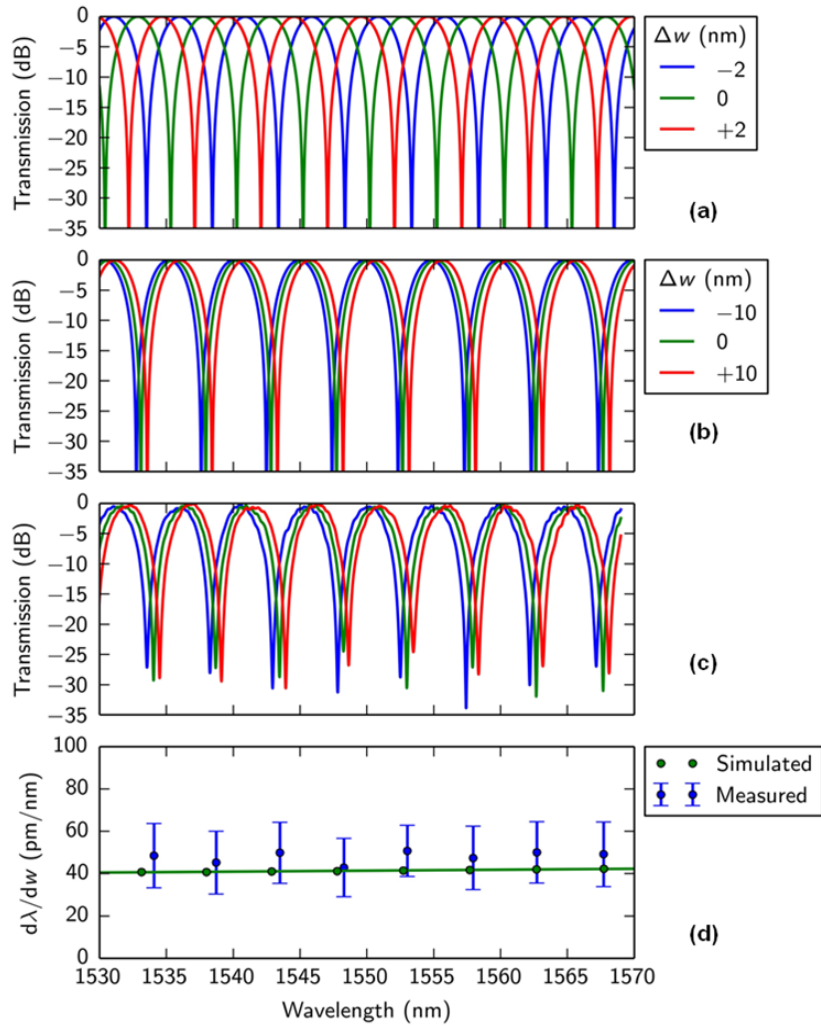 Transmission (dB)
0
−5
−10
−15
−20
−25
−30
−35
Δw (nm)
−2
0
+2
(a)
Transmission (dB)
0
−5
−10
−15
−20
−25
−30
−35
Δw (nm)
−10
0
+10
(b)
Transmission (dB)
0
−5
−10
−15
−20
−25
−30
−35
(c)
dλ/dw (pm/nm)
100
80
60
40
20
0
Simulated
Measured
(d)
1530 1535 1540 1545 1550 1555 1560 1565 1570
Wavelength (nm)